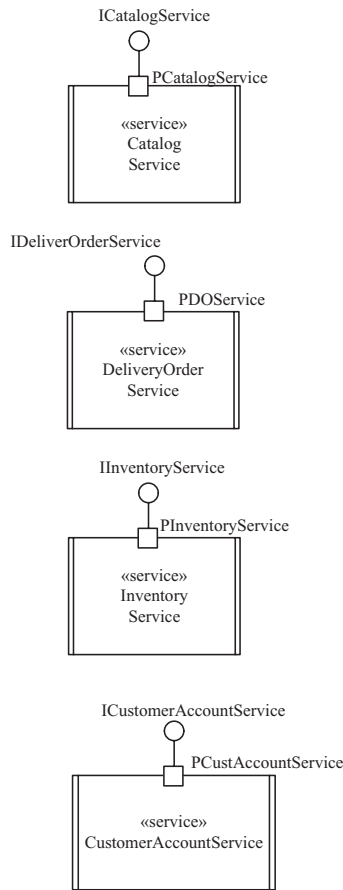 ICatalogService
PCatalogService
«service»
Catalog
Service
IDeliverOrderService
PDOService
«service»
DeliveryOrder
Service
IInventoryService
PInventoryService
«service»
Inventory
Service
ICustomerAccountService
PCustAccountService
«service»
CustomerAccountService